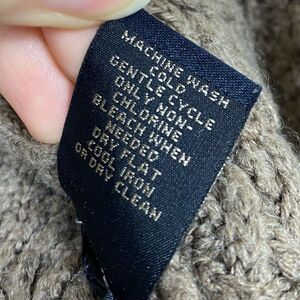 MACHINE WASH
COLD
GENTLE CYCLE
ONLY NON-
CHLORINE
BLEACH WHEN
NEEDED
DRY FLAT
COOL IRON
OR DRY CLEAN